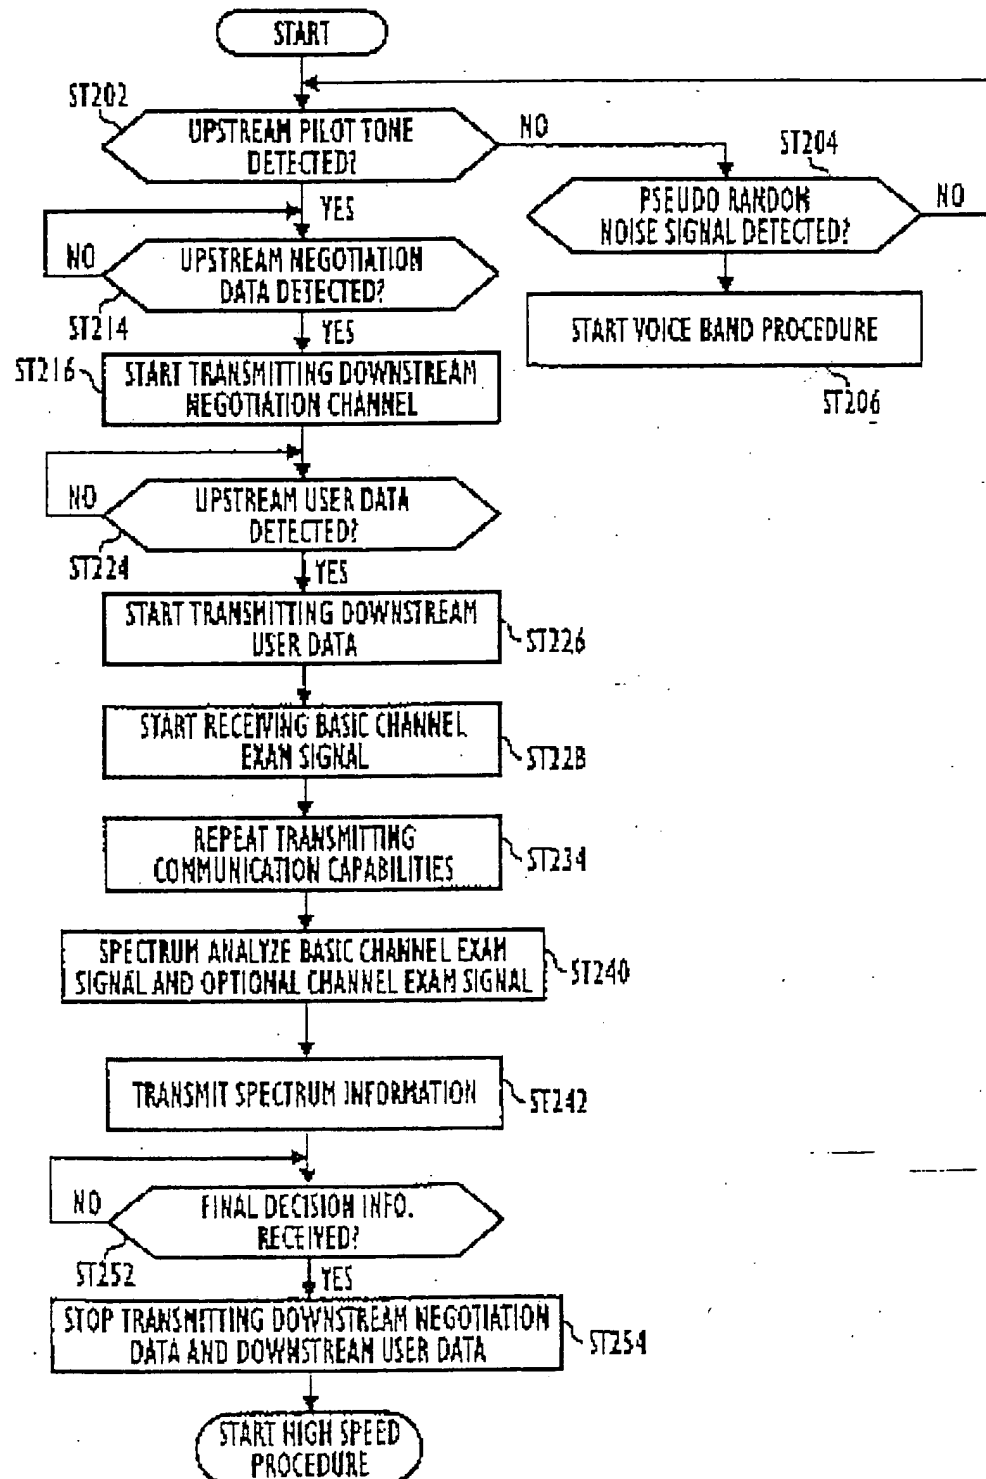 START
ST202
UPSTREAM PILOT TONE
DETECTED?
NO
ST204
PSEUDO RANDOM
NOISE SIGNAL DETECTED?
NO
YES
NO
UPSTREAM NEGOTIATION
DATA DETECTED?
ST214
START VOICE BAND PROCEDURE
ST206
YES
ST216
START TRANSMITTING DOWNSTREAM
NEGOTIATION CHANNEL
NO
UPSTREAM USER DATA
DETECTED?
ST224
YES
START TRANSMITTING DOWNSTREAM
USER DATA
ST226
START RECEIVING BASIC CHANNEL
EXAM SIGNAL
ST228
REPEAT TRANSMITTING
COMMUNICATION CAPABILITIES
ST234
SPECTRUM ANALYZE BASIC CHANNEL EXAM
SIGNAL AND OPTIONAL CHANNEL EXAM SIGNAL
ST240
TRANSMIT SPECTRUM INFORMATION
ST242
NO
FINAL DECISION INFO.
RECEIVED?
ST252
YES
STOP TRANSMITTING DOWNSTREAM NEGOTIATION
DATA AND DOWNSTREAM USER DATA
ST254
START HIGH SPEED
PROCEDURE